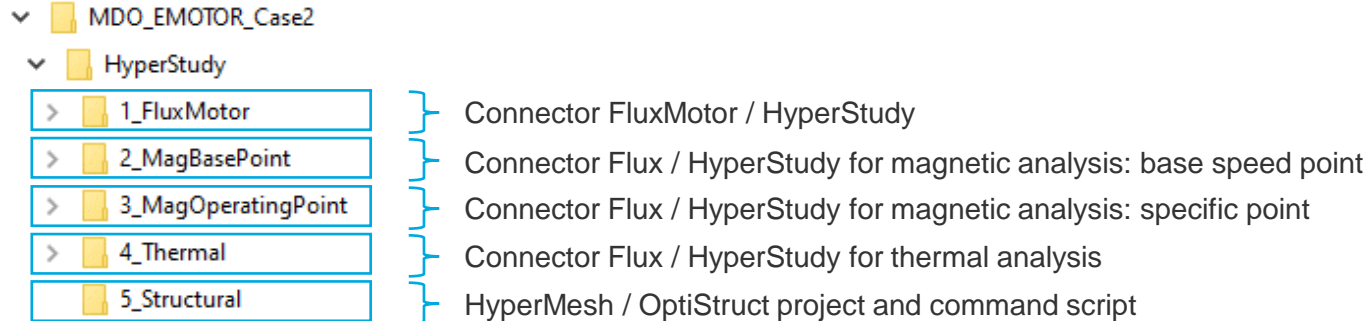 MDO_EMOTOR_Case2
HyperStudy
1_FluxMotor Connector FluxMotor / HyperStudy
2_MagBasePoint Connector Flux / HyperStudy for magnetic analysis: base speed point
3_MagOperatingPoint Connector Flux / HyperStudy for magnetic analysis: specific point
4_Thermal Connector Flux / HyperStudy for thermal analysis
5_Structural HyperMesh / OptiStruct project and command script